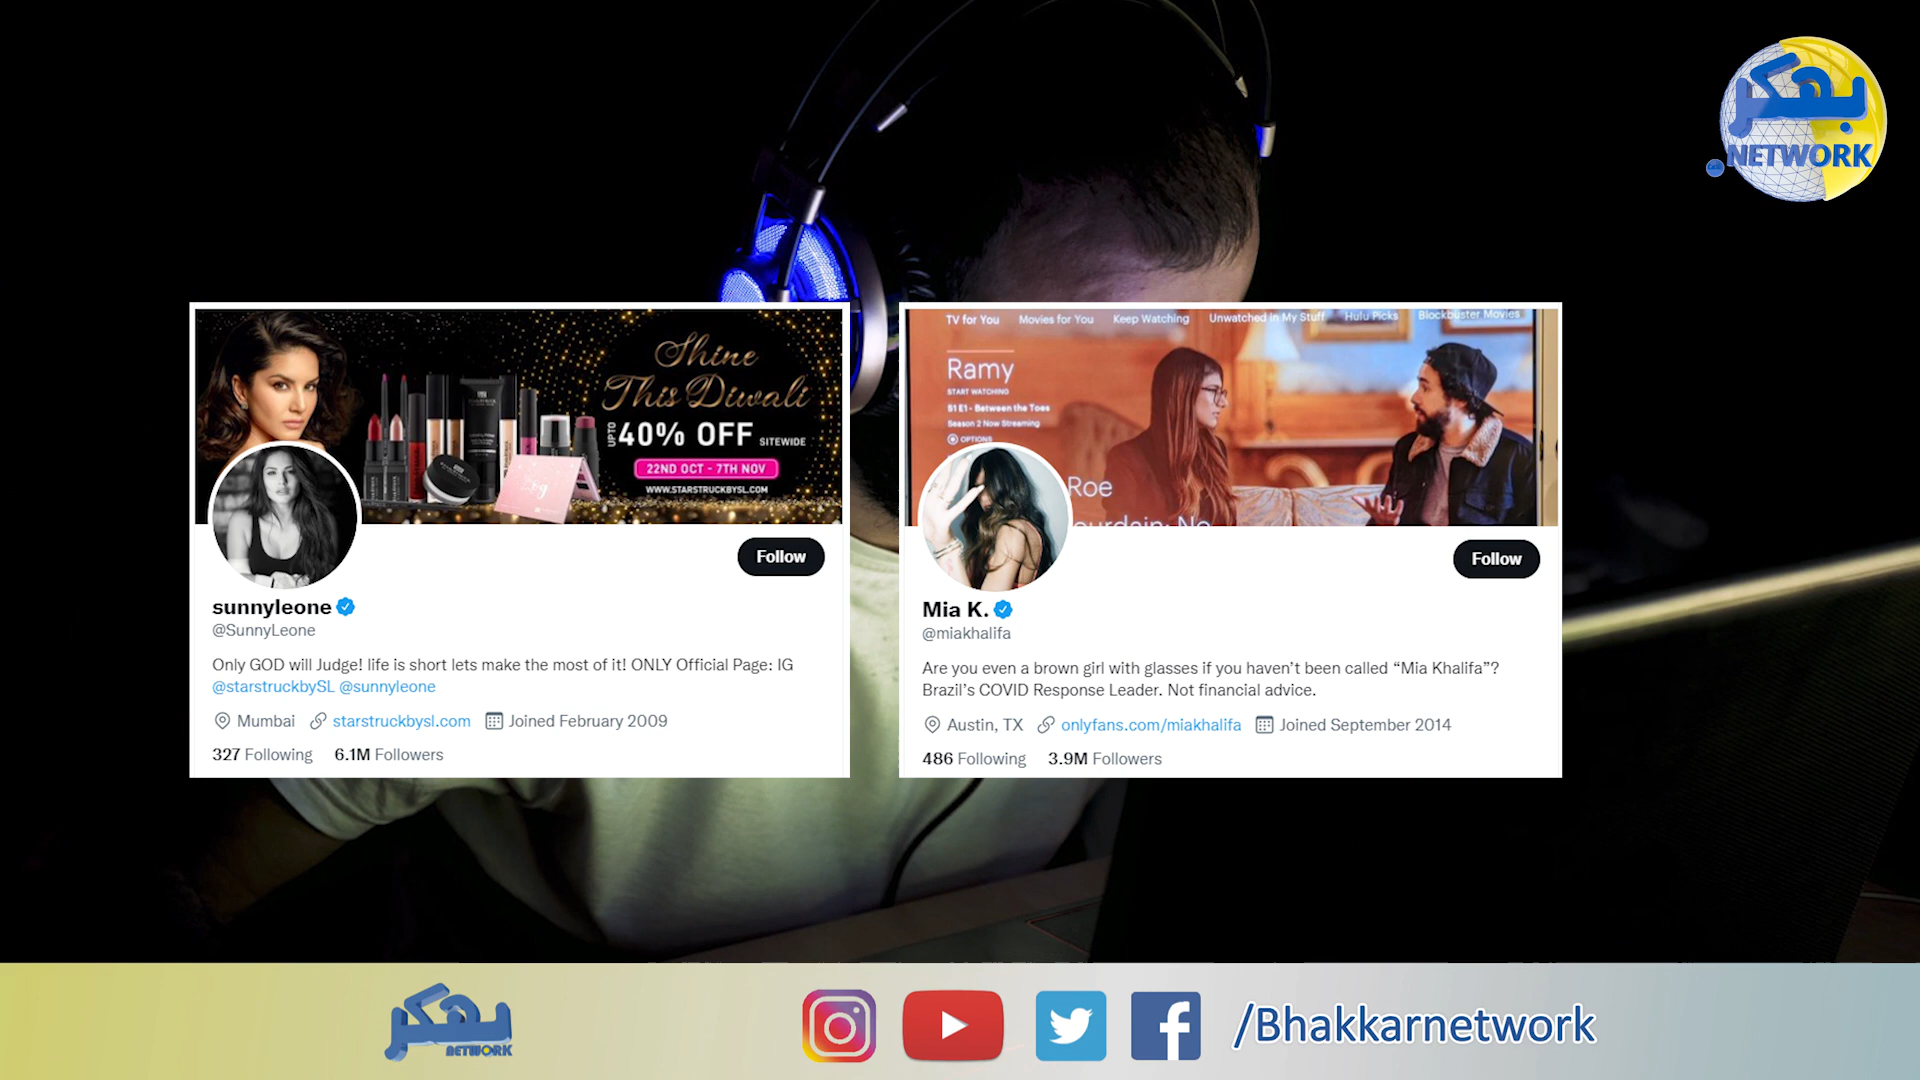 بھکر
NETWORK
Shine
This Diwali
UPTO 40% OFF SITEWIDE
22ND OCT - 7TH NOV
WWW.STARSTRUCKBYSL.COM
Follow
sunnyleone
@SunnyLeone
Only GOD will Judge! life is short lets make the most of it! ONLY Official Page: IG
@starstruckbySL @sunnyleone
Mumbai starstruckbysl.com Joined February 2009
327 Following 6.1M Followers
TV for You Movies for You Keep Watching Unwatched in My Stuff Hulu Picks Blockbuster Movies
Ramy
START WATCHING
S1 E1 - Between the Toes
Season 2 Now Streaming
OPTIONS
Roe
No
Follow
Mia K.
@miakhalifa
Are you even a brown girl with glasses if you haven’t been called “Mia Khalifa”?
Brazil’s COVID Response Leader. Not financial advice.
Austin, TX onlyfans.com/miakhalifa Joined September 2014
486 Following 3.9M Followers
بھکر
NETWORK
/Bhakkarnetwork